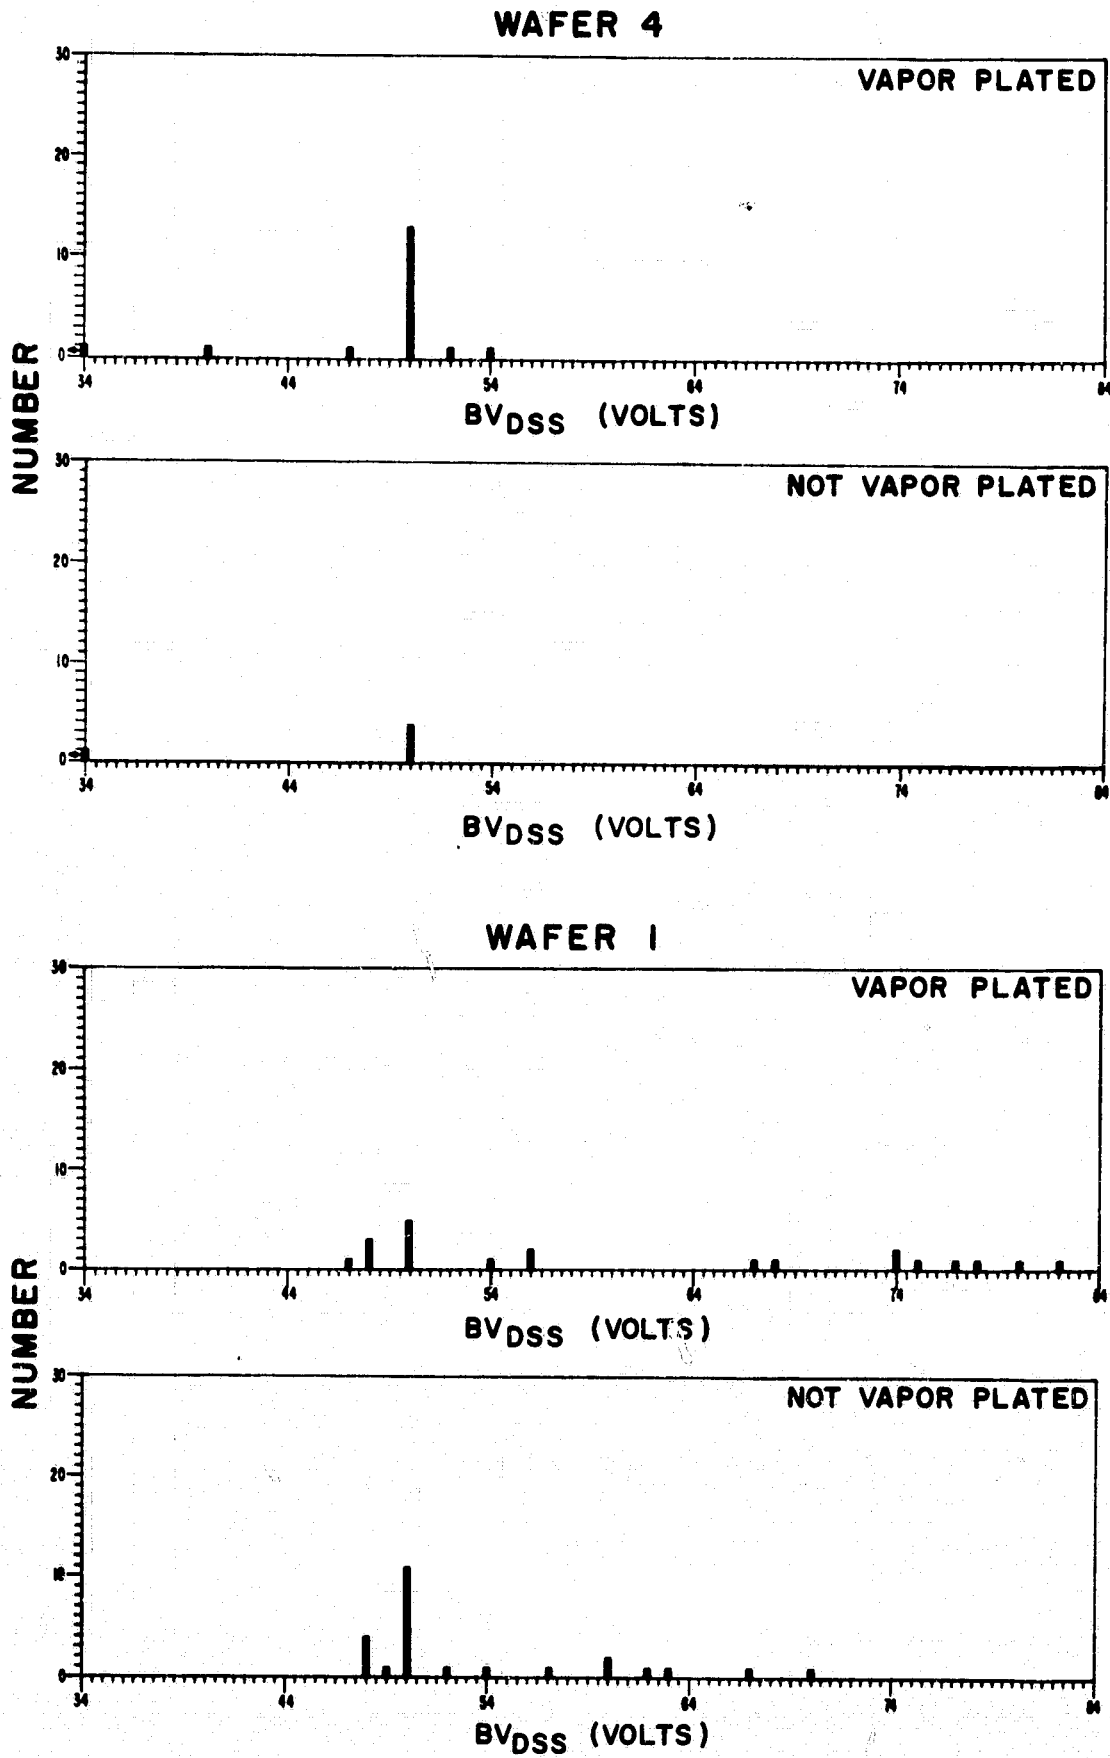 WAFER 4
VAPOR PLATED
30
20
10
0
34 44 54 64 74 84
BVDSS (VOLTS)
NUMBER
NOT VAPOR PLATED
30
20
10
0
34 44 54 64 74 84
BVDSS (VOLTS)
WAFER 1
VAPOR PLATED
30
20
10
0
34 44 54 64 74 84
BVDSS (VOLTS)
NUMBER
NOT VAPOR PLATED
30
20
10
0
34 44 54 64 74 84
BVDSS (VOLTS)